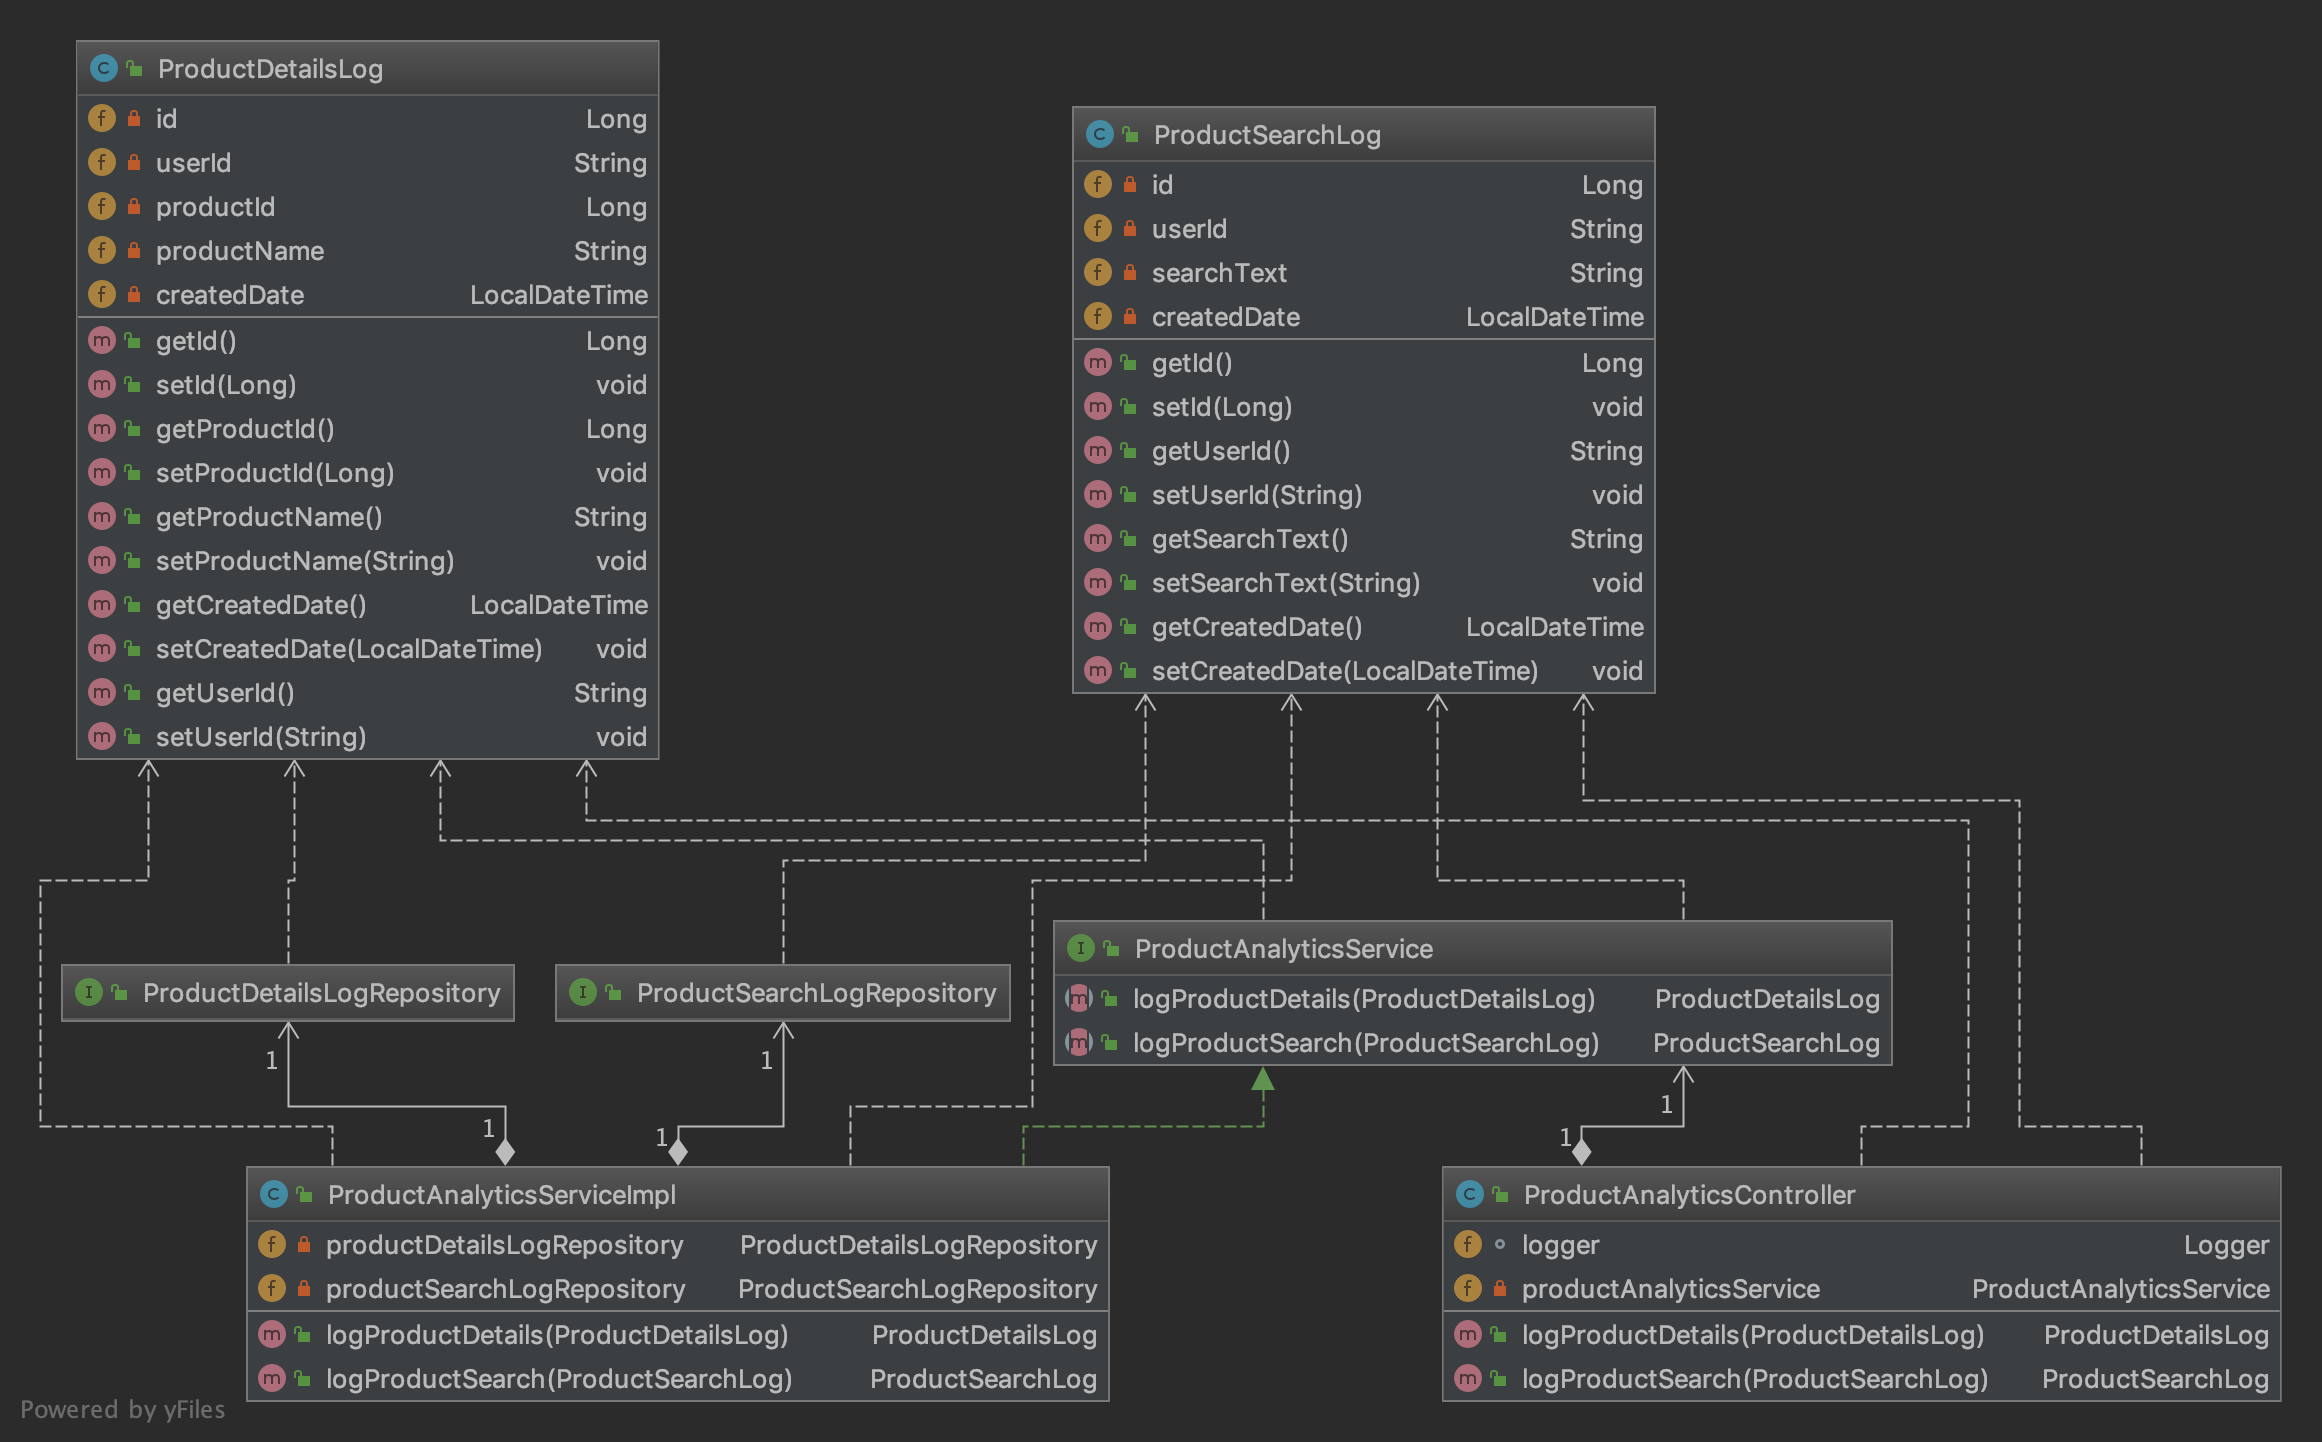 ProductDetailsLog
id Long
userId String
productId Long
productName String
createdDate LocalDateTime
getId() Long
setId(Long) void
getProductId() Long
setProductId(Long) void
getProductName() String
setProductName(String) void
getCreatedDate() LocalDateTime
setCreatedDate(LocalDateTime) void
getUserId() String
setUserId(String) void
ProductSearchLog
id Long
userId String
searchText String
createdDate LocalDateTime
getId() Long
setId(Long) void
getUserId() String
setUserId(String) void
getSearchText() String
setSearchText(String) void
getCreatedDate() LocalDateTime
setCreatedDate(LocalDateTime) void
ProductDetailsLogRepository
ProductSearchLogRepository
ProductAnalyticsService
logProductDetails(ProductDetailsLog) ProductDetailsLog
logProductSearch(ProductSearchLog) ProductSearchLog
1
1
1
1
1
1
ProductAnalyticsServiceImpl
productDetailsLogRepository ProductDetailsLogRepository
productSearchLogRepository ProductSearchLogRepository
logProductDetails(ProductDetailsLog) ProductDetailsLog
logProductSearch(ProductSearchLog) ProductSearchLog
ProductAnalyticsController
logger Logger
productAnalyticsService ProductAnalyticsService
logProductDetails(ProductDetailsLog) ProductDetailsLog
logProductSearch(ProductSearchLog) ProductSearchLog
Powered by yFiles